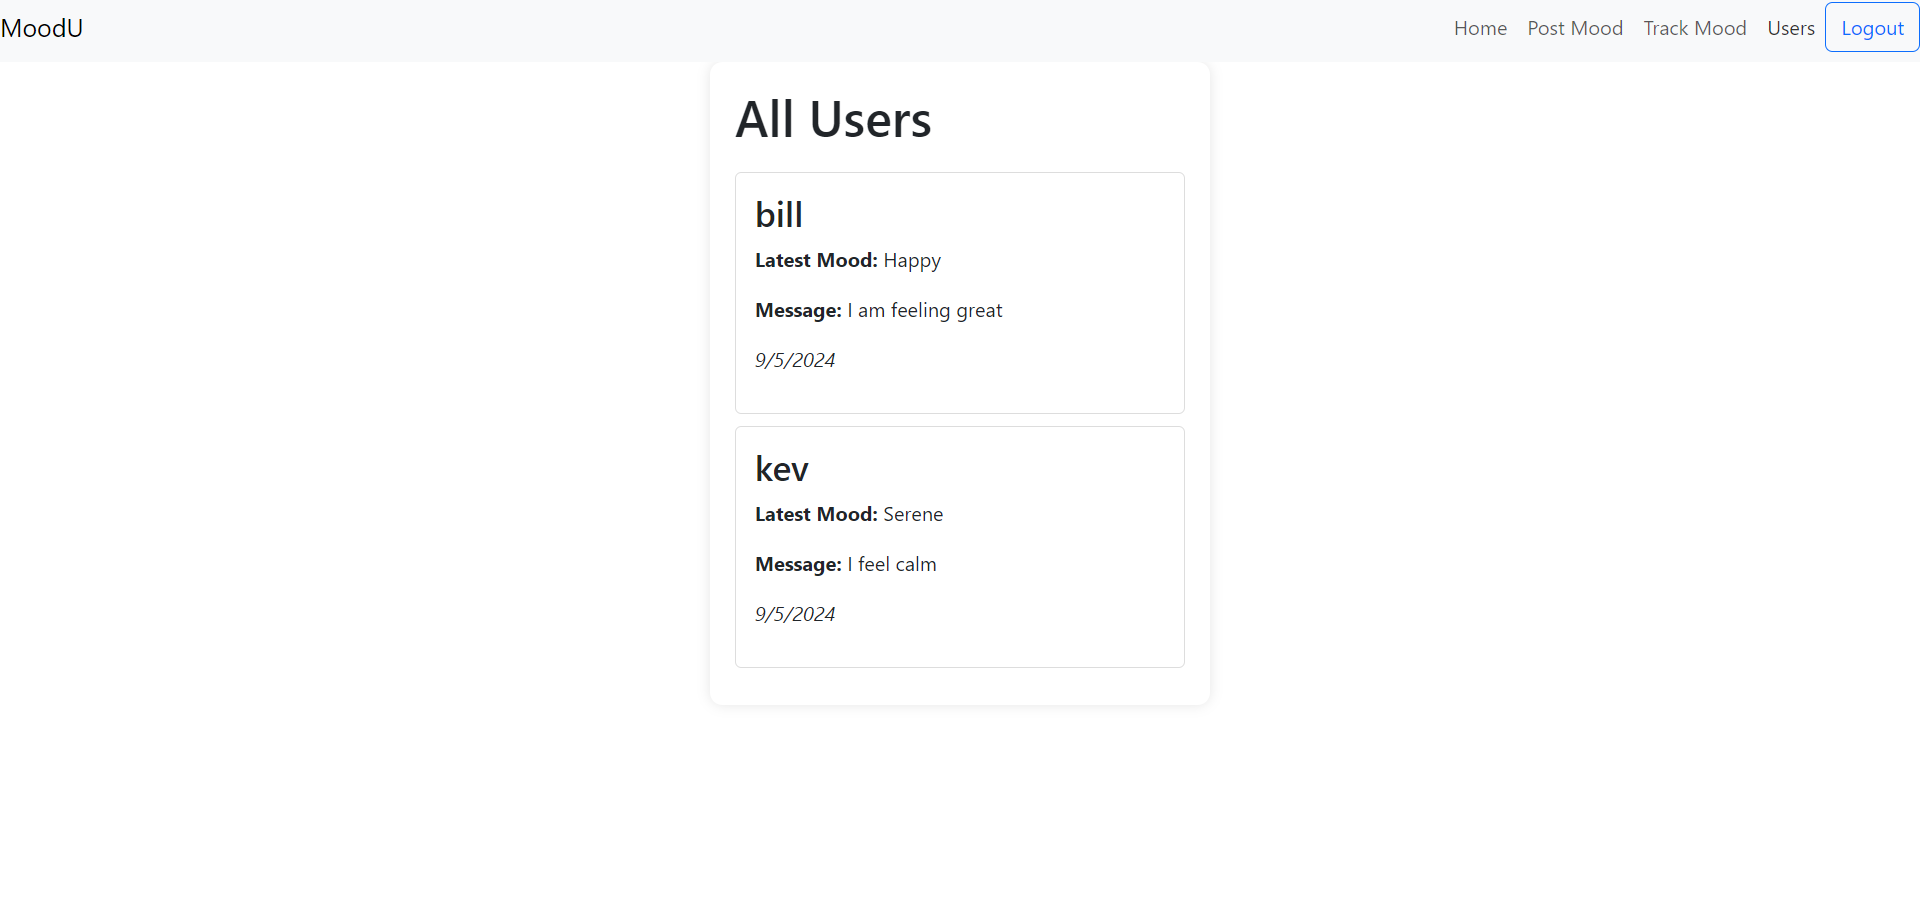 MoodU Home Post Mood Track Mood Users Logout
All Users
bill
Latest Mood: Happy
Message: I am feeling great
9/5/2024
kev
Latest Mood: Serene
Message: I feel calm
9/5/2024